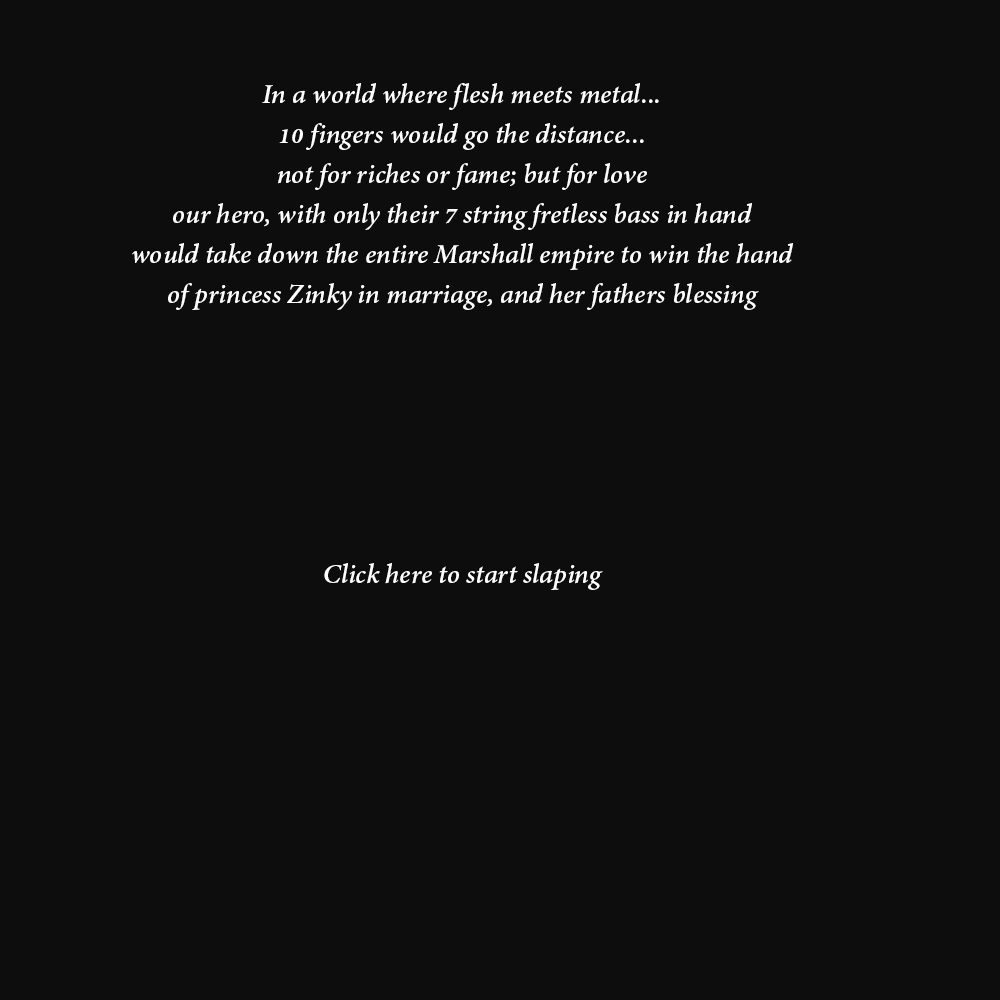 In a world where flesh meets metal...
10 fingers would go the distance...
not for riches or fame; but for love
our hero, with only their 7 string fretless bass in hand
would take down the entire Marshall empire to win the hand
of princess Zinky in marriage, and her fathers blessing
Click here to start slaping